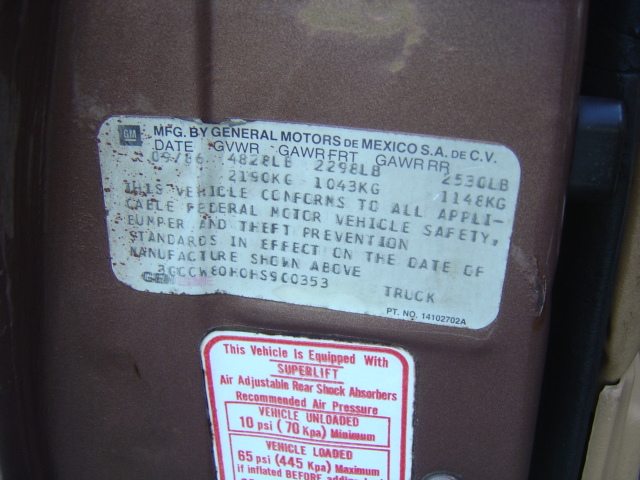 GM
MFG. BY GENERAL MOTORS DE MEXICO S.A. DE C.V.
DATE GVWR GAWR FRT GAWR RR
09/86 4828LB 2298LB 2530LB
2190KG 1043KG 1148KG
THIS VEHICLE CONFORMS TO ALL APPLI-
CABLE FEDERAL MOTOR VEHICLE SAFETY,
BUMPER AND THEFT PREVENTION
STANDARDS IN EFFECT ON THE DATE OF
MANUFACTURE SHOWN ABOVE
3GCCW80H0HS9C0353 TRUCK
PT. NO. 14102702A
This Vehicle Is Equipped With
SUPERLIFT
Air Adjustable Rear Shock Absorbers
Recommended Air Pressure
VEHICLE UNLOADED
10 psi (70 Kpa) Minimum
VEHICLE LOADED
65 psi (445 Kpa) Maximum
if inflated BEFORE